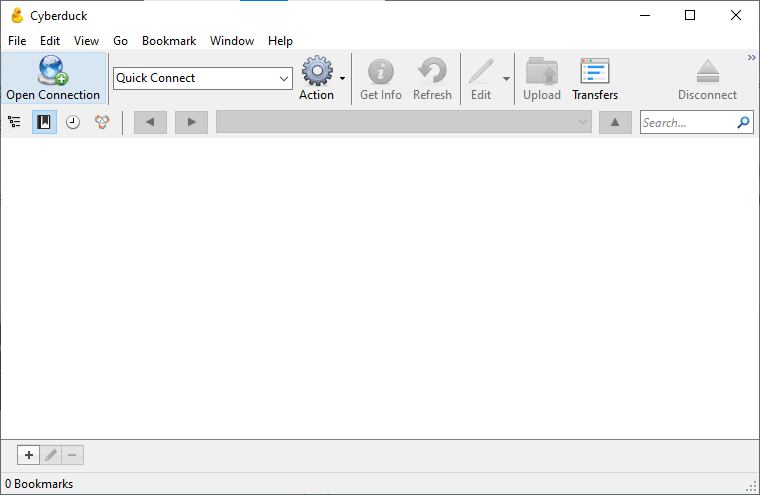 Cyberduck
File Edit View Go Bookmark Window Help
Open Connection Quick Connect Action Get Info Refresh Edit Upload Transfers Disconnect
Search...
0 Bookmarks